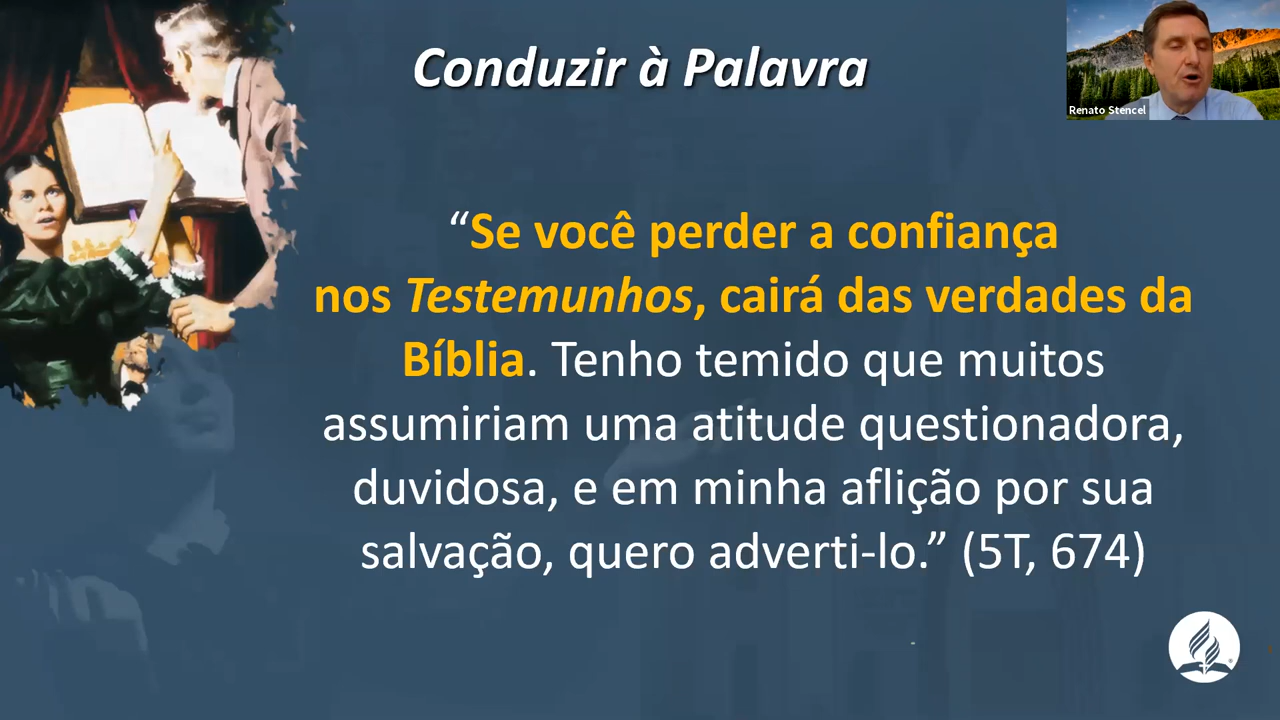 Conduzir à Palavra
Renato Stencel
“Se você perder a confiança
nos Testemunhos, cairá das verdades da
Bíblia. Tenho temido que muitos
assumiriam uma atitude questionadora,
duvidosa, e em minha aflição por sua
salvação, quero adverti-lo.” (5T, 674)